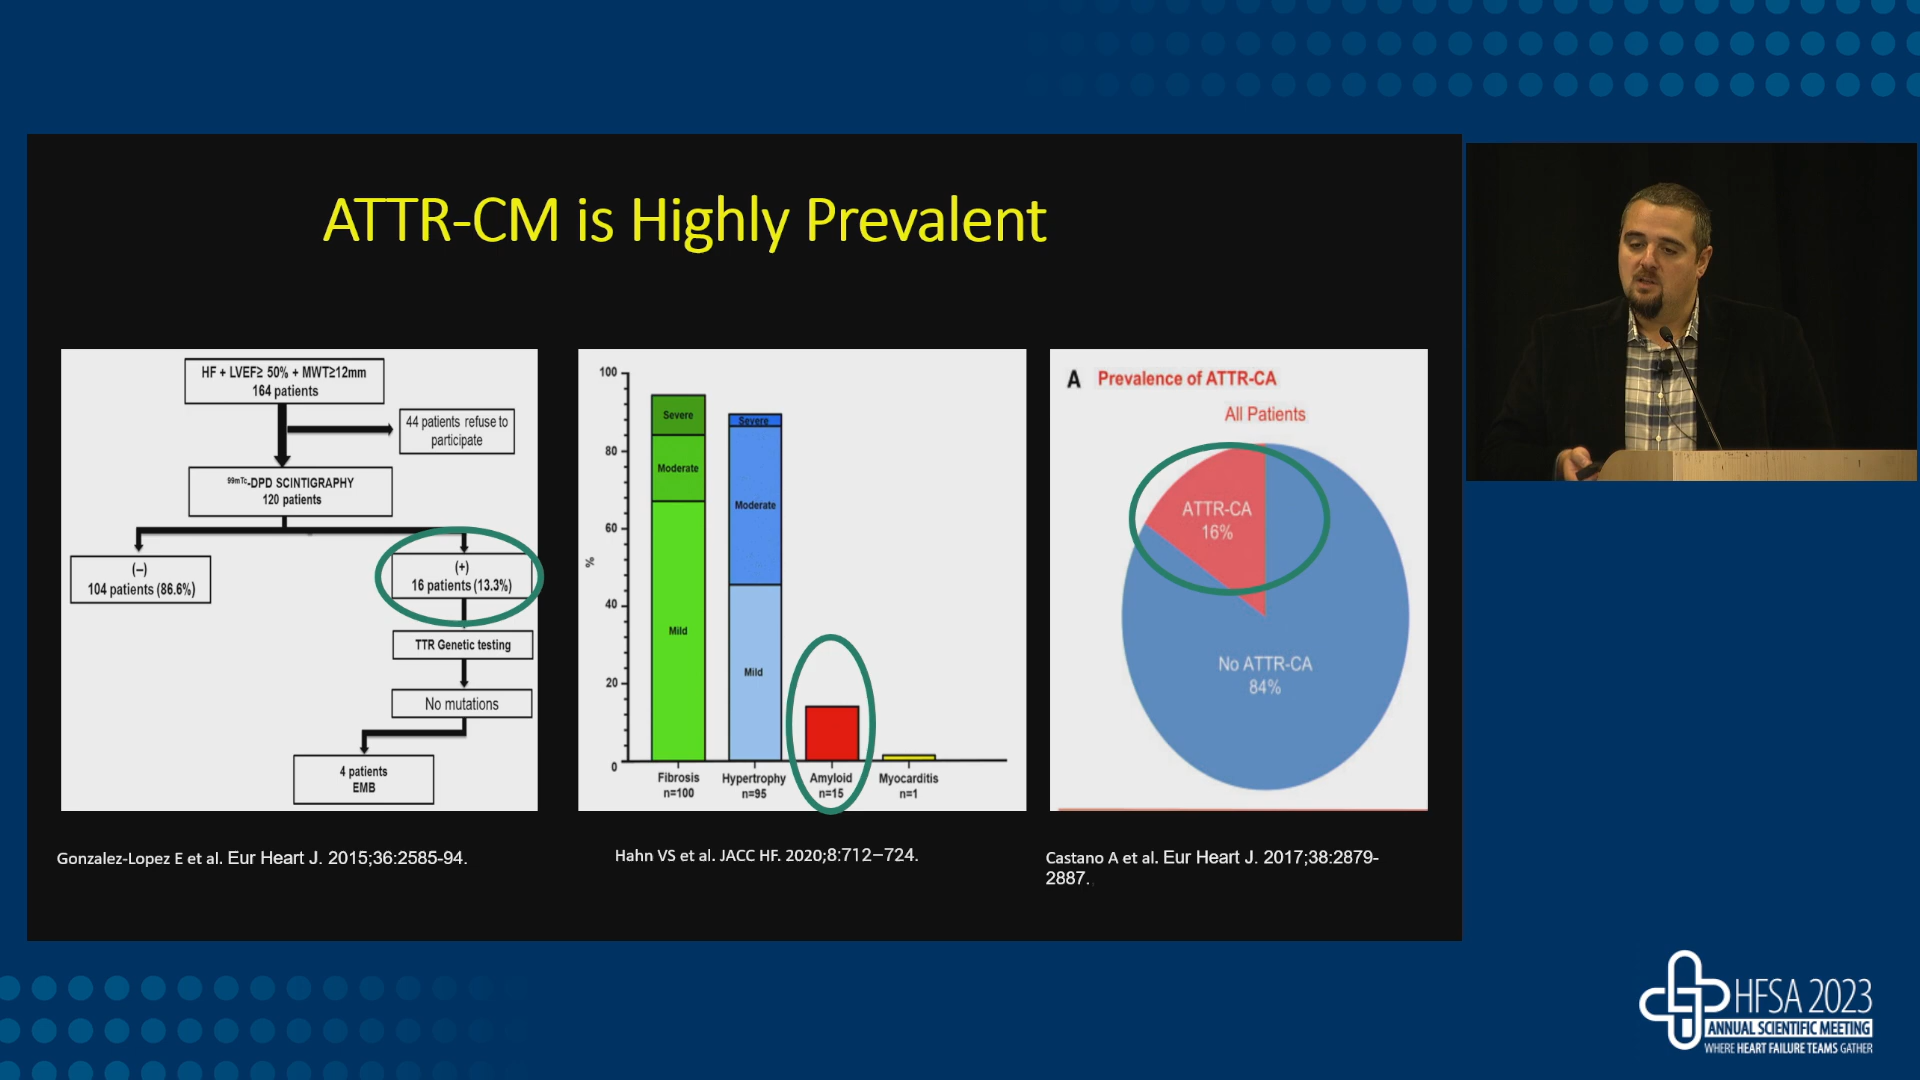 ATTR-CM is Highly Prevalent
HF + LVEF≥ 50% + MWT≥12mm
164 patients
44 patients refuse to
participate
99mTc-DPD SCINTIGRAPHY
120 patients
(–)
104 patients (86.6%)
(+)
16 patients (13.3%)
TTR Genetic testing
No mutations
4 patients
EMB
Gonzalez-Lopez E et al. Eur Heart J. 2015;36:2585-94.
100
80
60
%
40
20
0
Severe
Moderate
Mild
Severe
Moderate
Mild
Fibrosis
n=100
Hypertrophy
n=95
Amyloid
n=15
Myocarditis
n=1
Hahn VS et al. JACC HF. 2020;8:712–724.
A Prevalence of ATTR-CA
All Patients
ATTR-CA
16%
No ATTR-CA
84%
Castano A et al. Eur Heart J. 2017;38:2879-
2887.
HFSA 2023
ANNUAL SCIENTIFIC MEETING
WHERE HEART FAILURE TEAMS GATHER